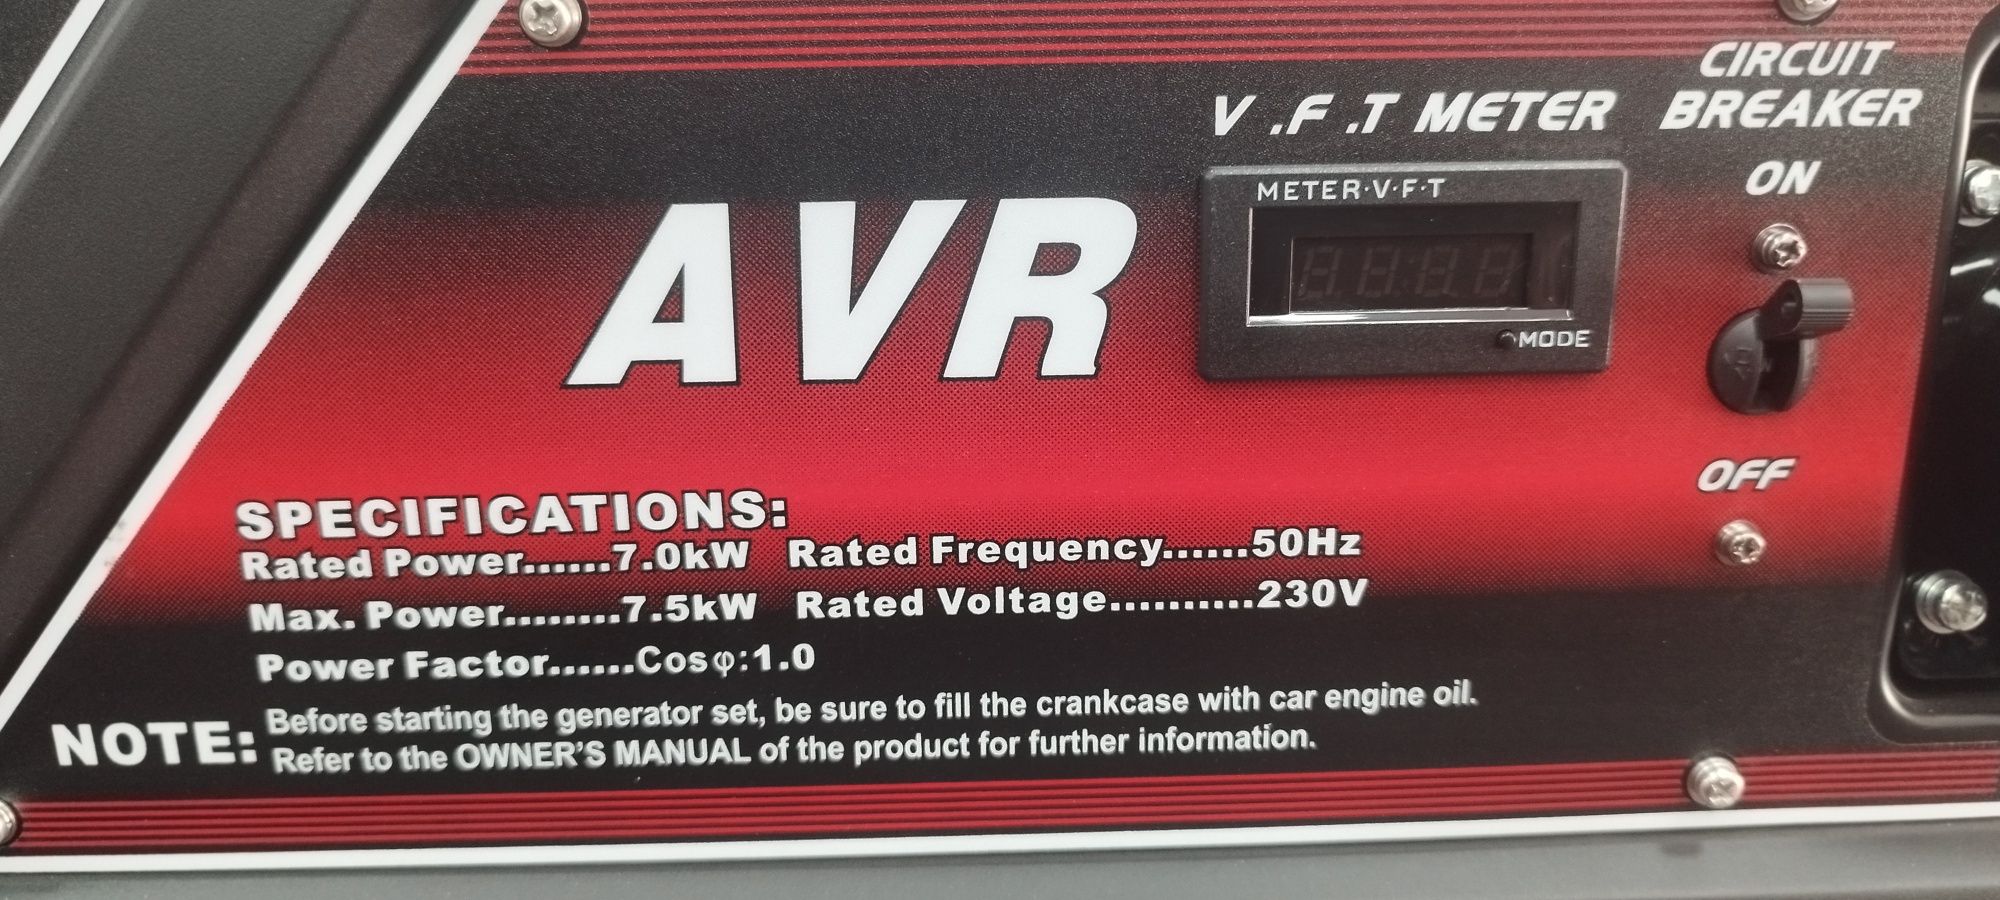 CIRCUIT
BREAKER
V .F .T METER
ON
METER·V·F·T
AVR
MODE
OFF
SPECIFICATIONS:
Rated Power......7.0kW Rated Frequency......50Hz
Max. Power........7.5kW Rated Voltage..........230V
Power Factor......Cosφ:1.0
NOTE: Before starting the generator set, be sure to fill the crankcase with car engine oil.
Refer to the OWNER'S MANUAL of the product for further information.